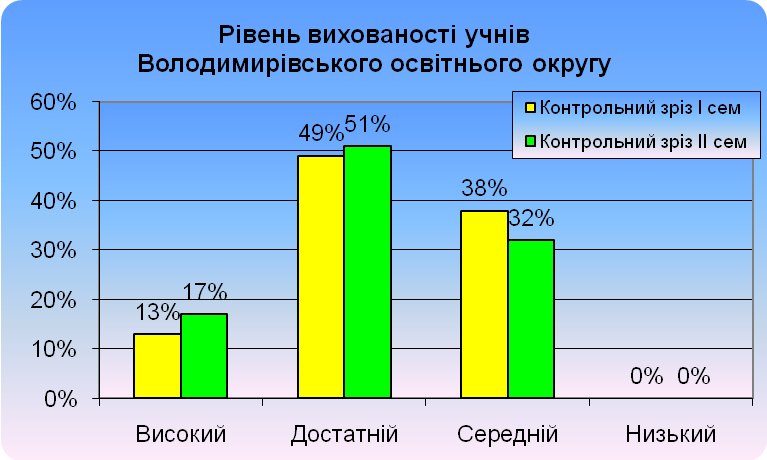 Рівень вихованості учнів
Володимирівського освітнього округу
Контрольний зріз І сем
Контрольний зріз ІІ сем
60%
50%
40%
30%
20%
10%
0%
13%
17%
49%
51%
38%
32%
0%
0%
Високий
Достатній
Середній
Низький